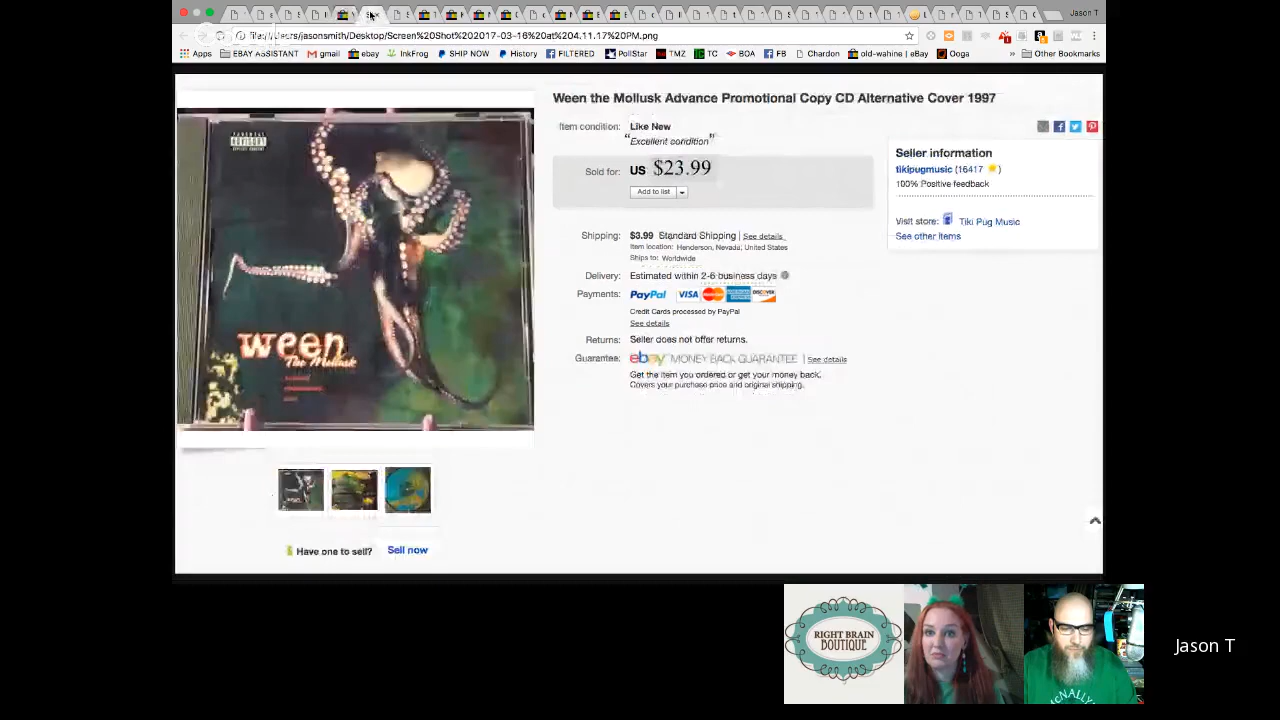 Jason T
file:///Users/jasonsmith/Desktop/Screen%20Shot%202017-03-16%20at%204.11.17%20PM.png
Apps EBAY ASSISTANT gmail ebay InkFrog SHIP NOW History FILTERED PollStar TMZ TC BOA FB Chardon old-wahine | eBay Ooga » Other Bookmarks
Ween the Mollusk Advance Promotional Copy CD Alternative Cover 1997
Item condition: Like New
"Excellent condition"
Sold for: US $23.99
Add to list
Shipping: $3.99 Standard Shipping | See details
Item location: Henderson, Nevada, United States
Ships to: Worldwide
Delivery: Estimated within 2-6 business days
Payments: PayPal VISA DISCOVER
Credit Cards processed by PayPal
See details
Returns: Seller does not offer returns.
Guarantee: ebay MONEY BACK GUARANTEE | See details
Get the item you ordered or get your money back.
Covers your purchase price and original shipping.
Seller information
tikipugmusic (16417 )
100% Positive feedback
Visit store: Tiki Pug Music
See other items
PARENTAL
ADVISORY
ween
The Mollusk
Have one to sell? Sell now
RIGHT BRAIN
BOUTIQUE
MCNALLY
Jason T